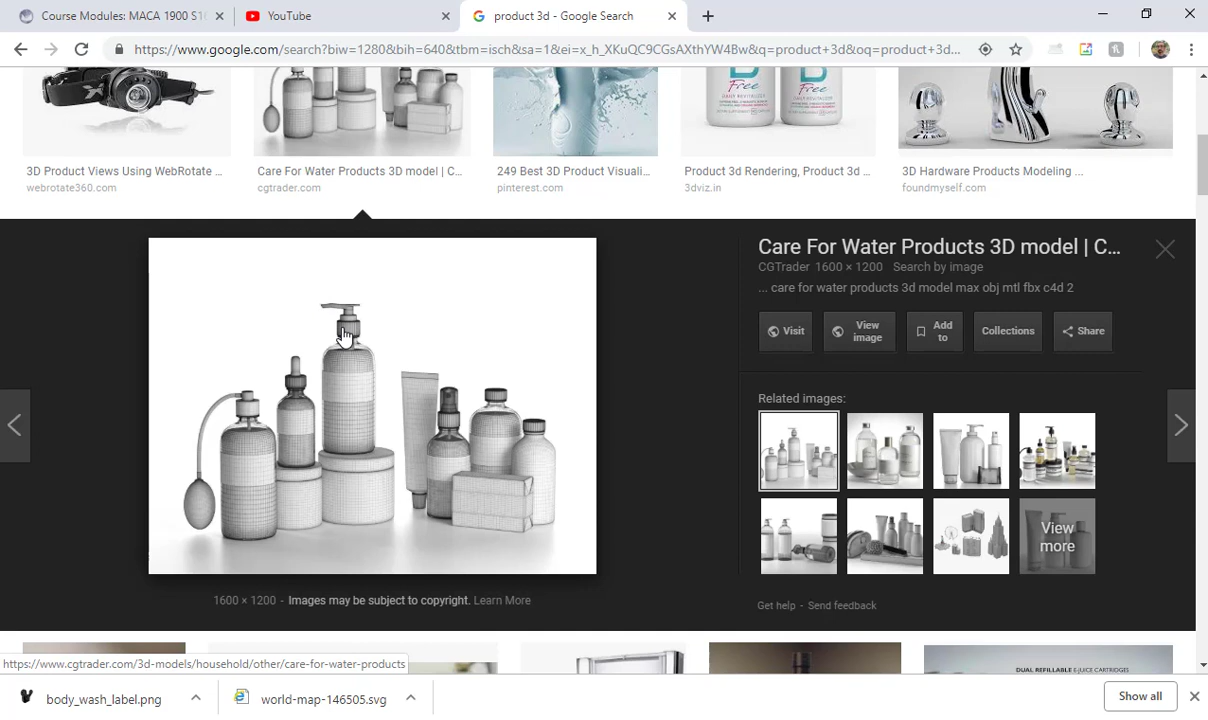 Course Modules: MACA 1900 S1
YouTube
product 3d - Google Search
https://www.google.com/search?biw=1280&bih=640&tbm=isch&sa=1&ei=x_h_XKuQC9CGsAXthYW4Bw&q=product+3d&oq=product+3d...
Free
DAILY REVITALIZER
3D Product Views Using WebRotate ...
webrotate360.com
Care For Water Products 3D model | C...
cgtrader.com
249 Best 3D Product Visuali...
pinterest.com
Product 3d Rendering, Product 3d ...
3dviz.in
3D Hardware Products Modeling ...
foundmyself.com
Care For Water Products 3D model | C...
CGTrader 1600 × 1200 Search by image
... care for water products 3d model max obj mtl fbx c4d 2
Visit
View image
Add to
Collections
Share
Related images:
View more
1600 × 1200 - Images may be subject to copyright. Learn More
Get help - Send feedback
DUAL REFILLABLE E-JUICE CARTRIDGES
https://www.cgtrader.com/3d-models/household/other/care-for-water-products
body_wash_label.png
world-map-146505.svg
Show all